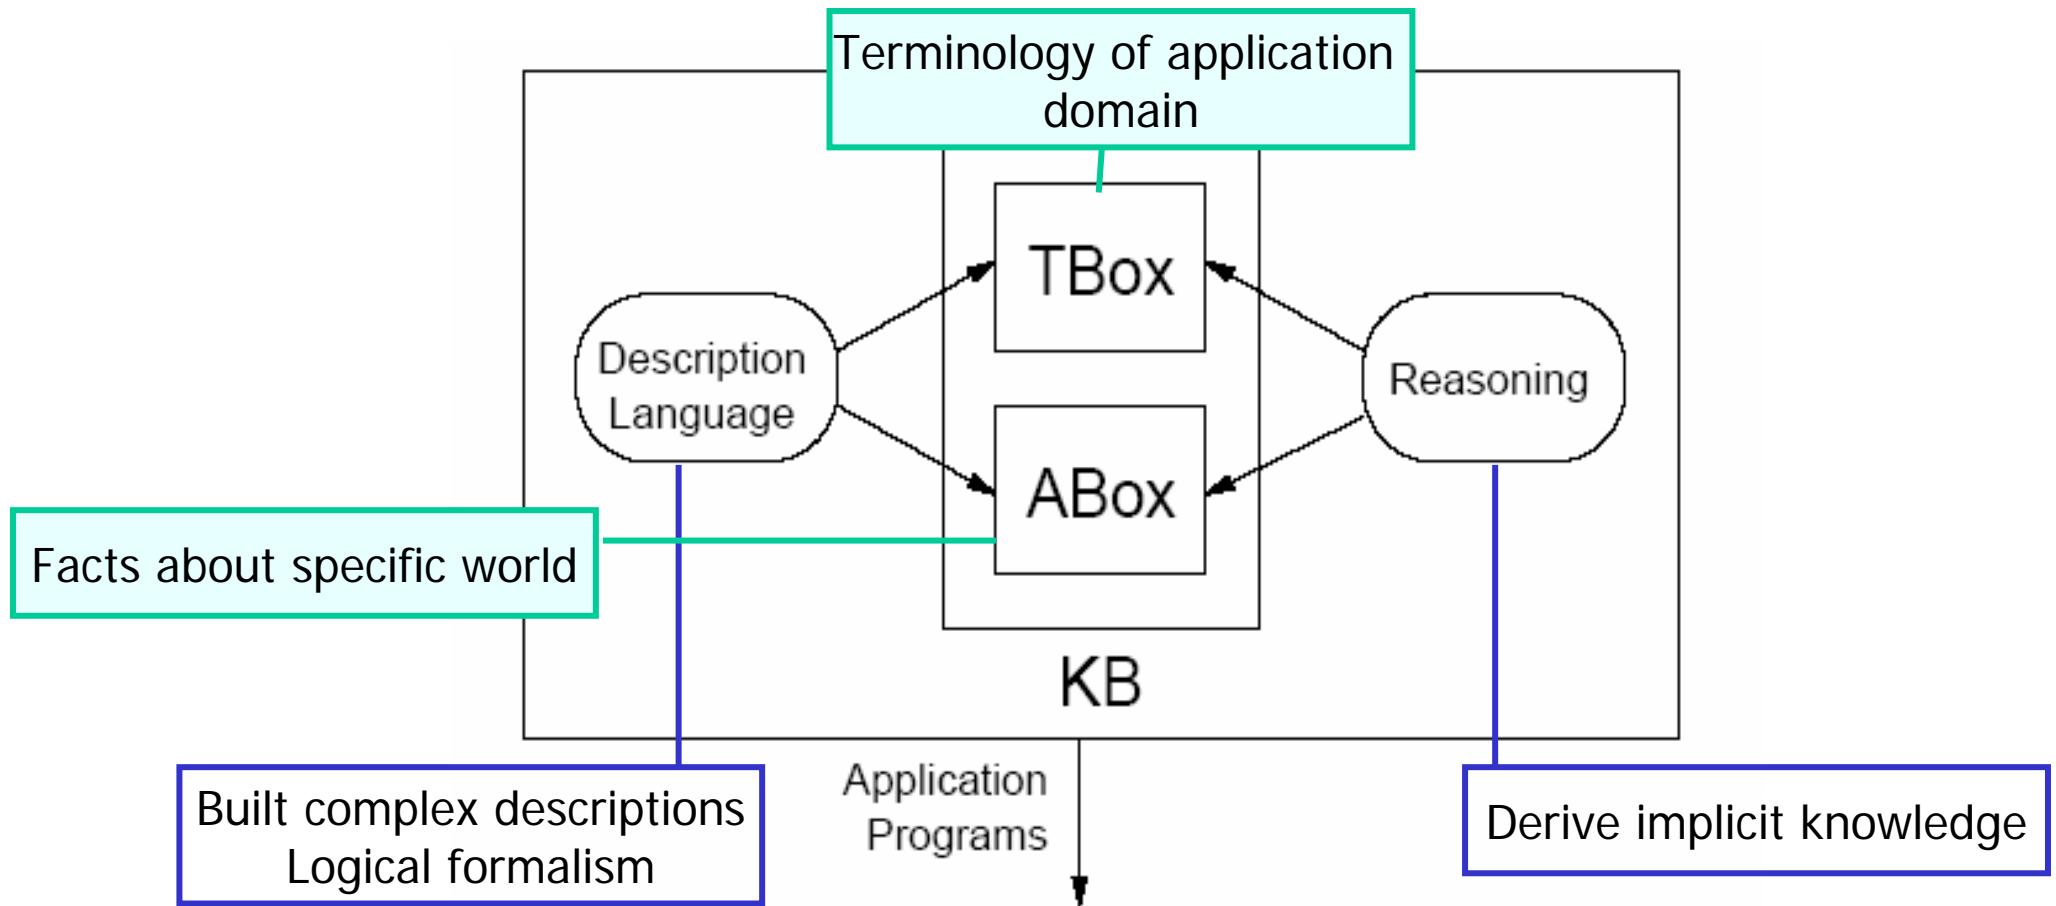 Terminology of application
domain
TBox
Description
Language
Reasoning
ABox
Facts about specific world
KB
Application
Programs
Built complex descriptions
Logical formalism
Derive implicit knowledge